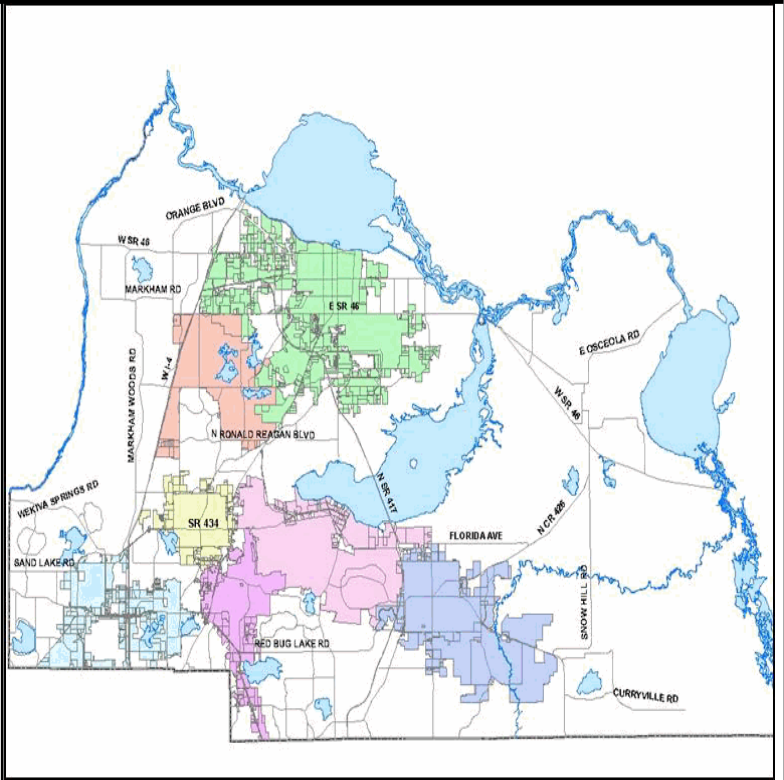 ORANGE BLVD
W SR 46
MARKHAM RD
E SR 46
E OSCEOLA RD
W I-4
MARKHAM WOODS RD
W SR 46
N RONALD REAGAN BLVD
WEKIVA SPRINGS RD
N SR 417
SR 434
N CR 426
FLORIDA AVE
SAND LAKE RD
SNOW HILL RD
RED BUG LAKE RD
CURRYVILLE RD